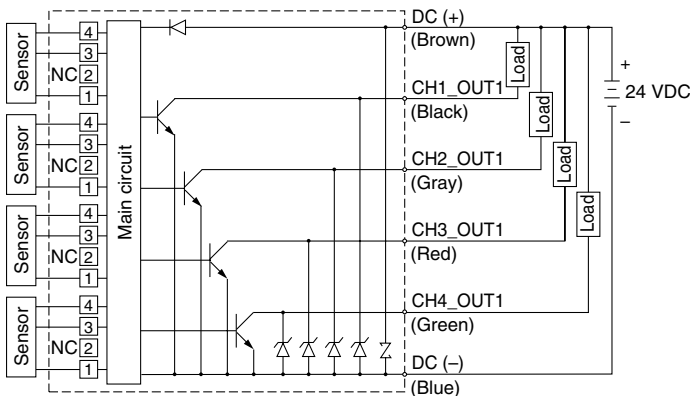 DC (+)
(Brown)
CH1_OUT1
(Black)
CH2_OUT1
(Gray)
CH3_OUT1
(Red)
CH4_OUT1
(Green)
DC (–)
(Blue)
Load
Load
Load
Load
+
24 VDC
–
Main circuit
Sensor
4
3
NC 2
1
Sensor
4
3
NC 2
1
Sensor
4
3
NC 2
1
Sensor
4
3
NC 2
1